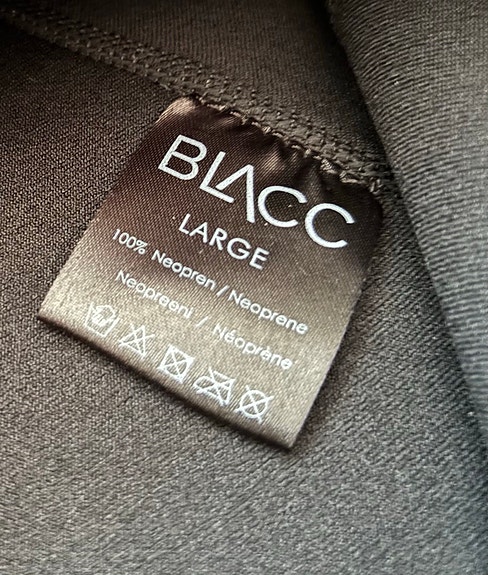 BLACC
LARGE
100% Neopren / Neoprene
Neopreeni / Néoprène